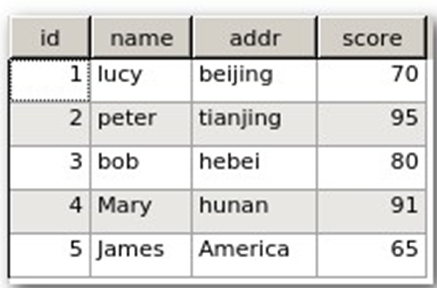 id name addr score
1 lucy beijing 70
2 peter tianjing 95
3 bob hebei 80
4 Mary hunan 91
5 James America 65